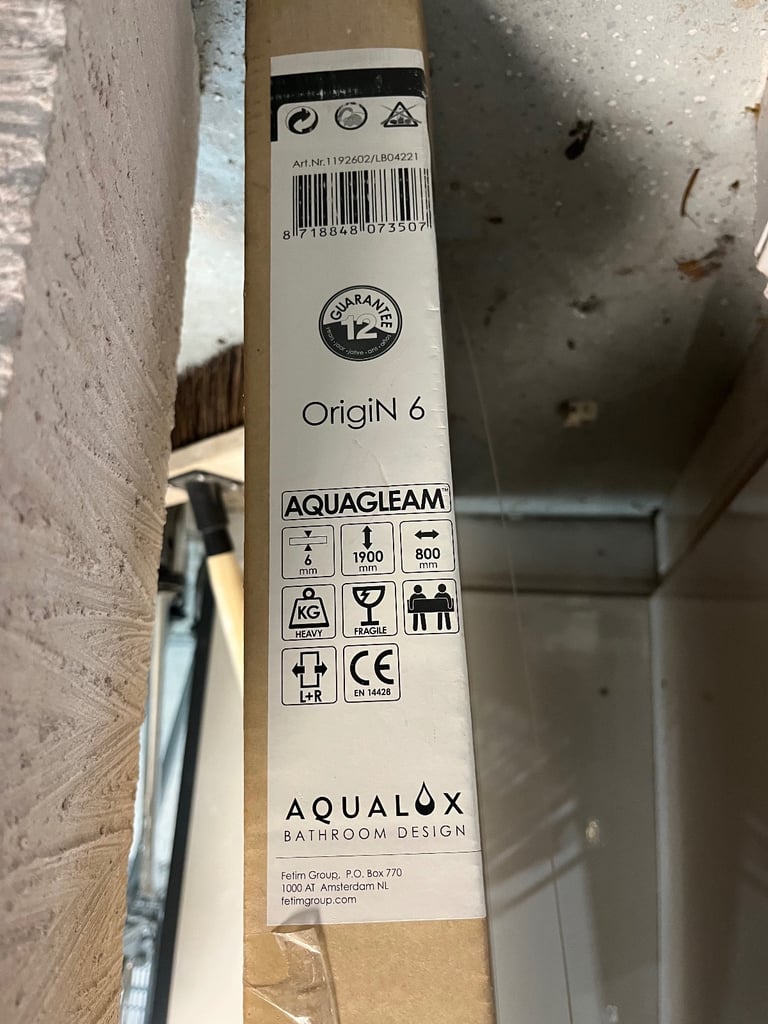 Art.Nr.1192602/LB04221
8 718848 073507
GUARANTEE
12
OrigiN 6
AQUAGLEAM™
6 mm
1900 mm
800 mm
KG
HEAVY
FRAGILE
L+R
CE
EN 14428
AQUALUX
BATHROOM DESIGN
Fetim Group, P.O. Box 770
1000 AT Amsterdam NL
fetimgroup.com